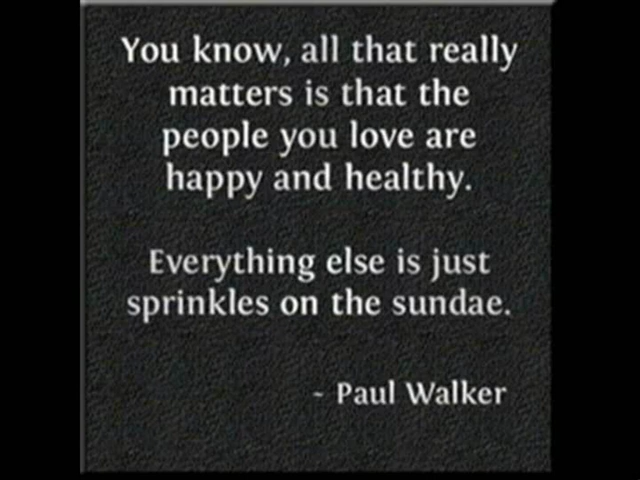 You know, all that really
matters is that the
people you love are
happy and healthy.
Everything else is just
sprinkles on the sundae.
~ Paul Walker